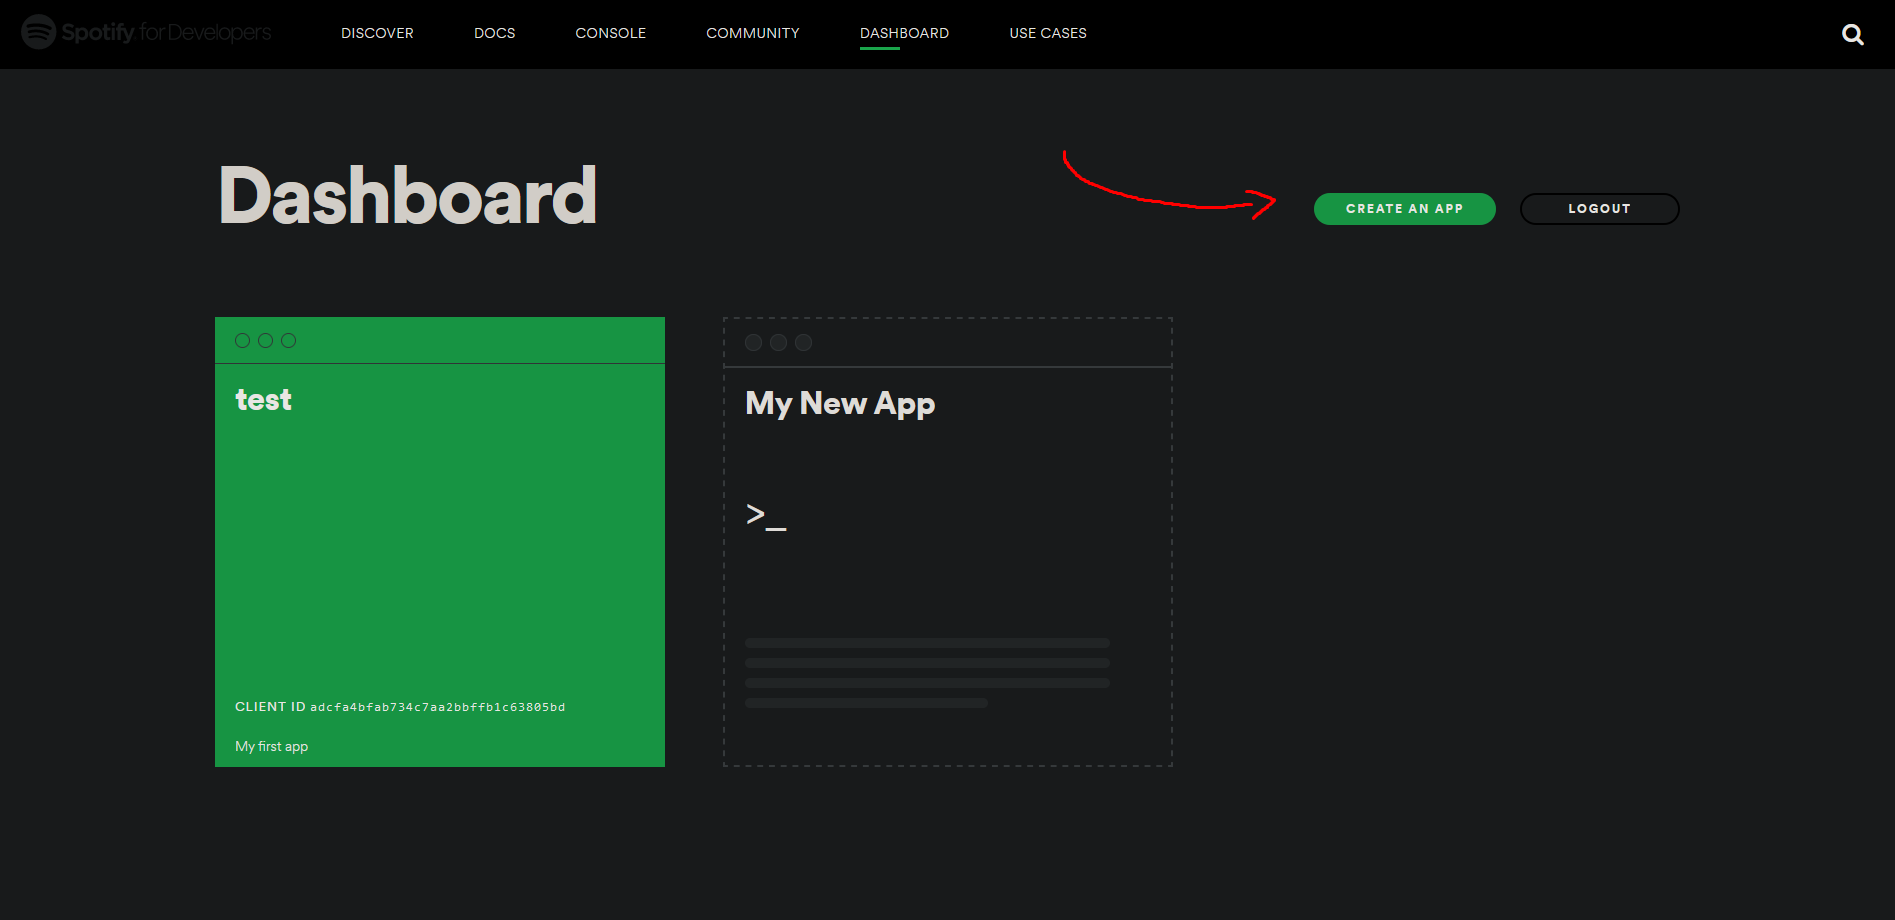 Spotify for Developers
DISCOVER
DOCS
CONSOLE
COMMUNITY
DASHBOARD
USE CASES
Dashboard
CREATE AN APP
LOGOUT
test
CLIENT ID adcfa4bfab734c7aa2bbffb1c63805bd
My first app
My New App
>_